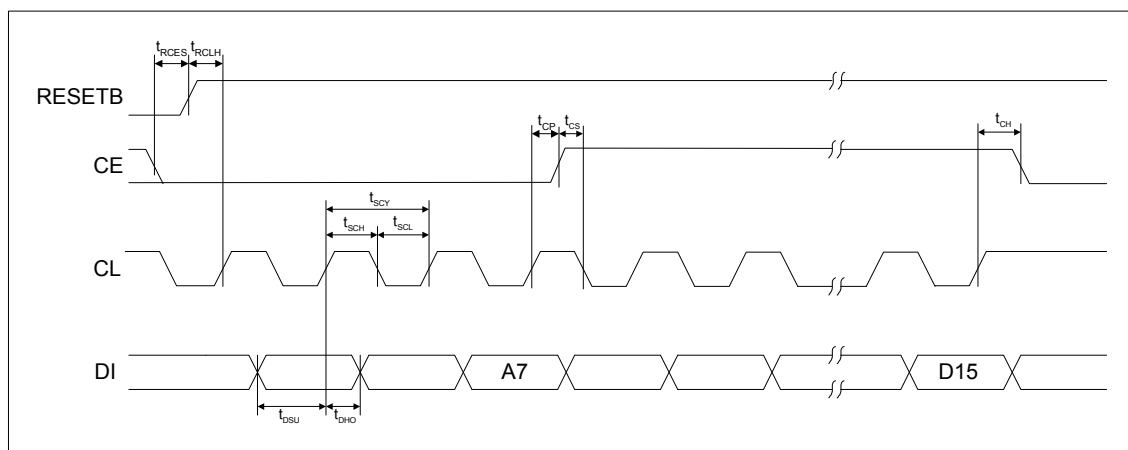 tRCES tRCLH
RESETB
tCP tCS
tCH
CE
tSCY
tSCH tSCL
CL
DI
A7
D15
tDSU
tDHO